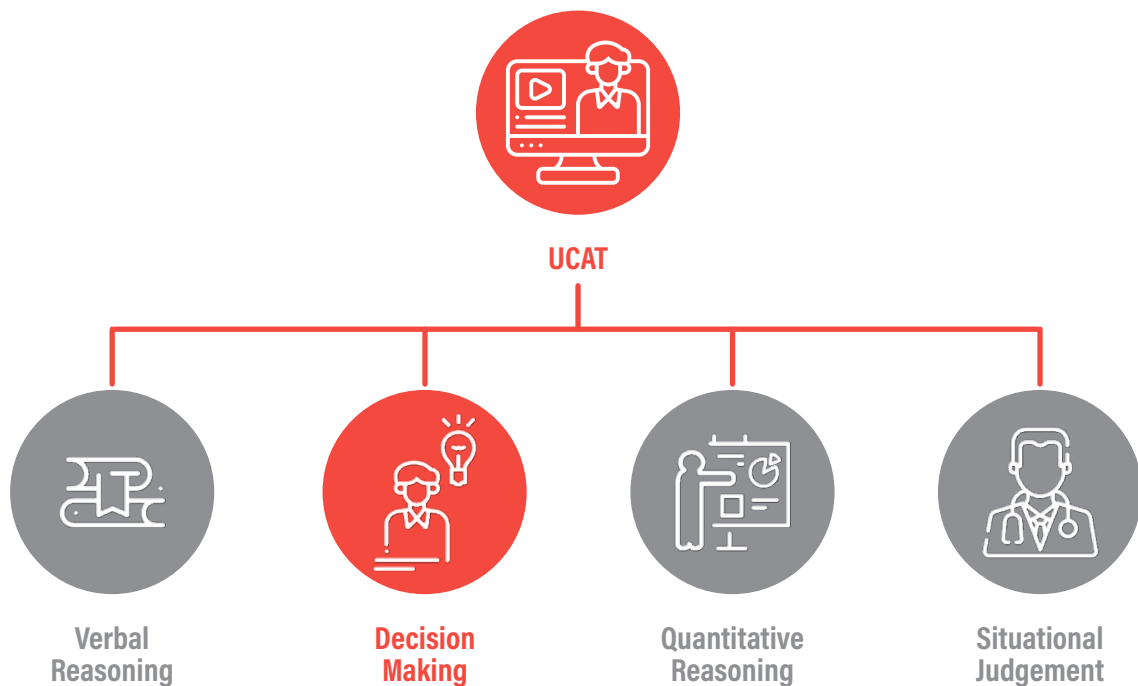 UCAT
Verbal
Reasoning
Decision
Making
Quantitative
Reasoning
Situational
Judgement